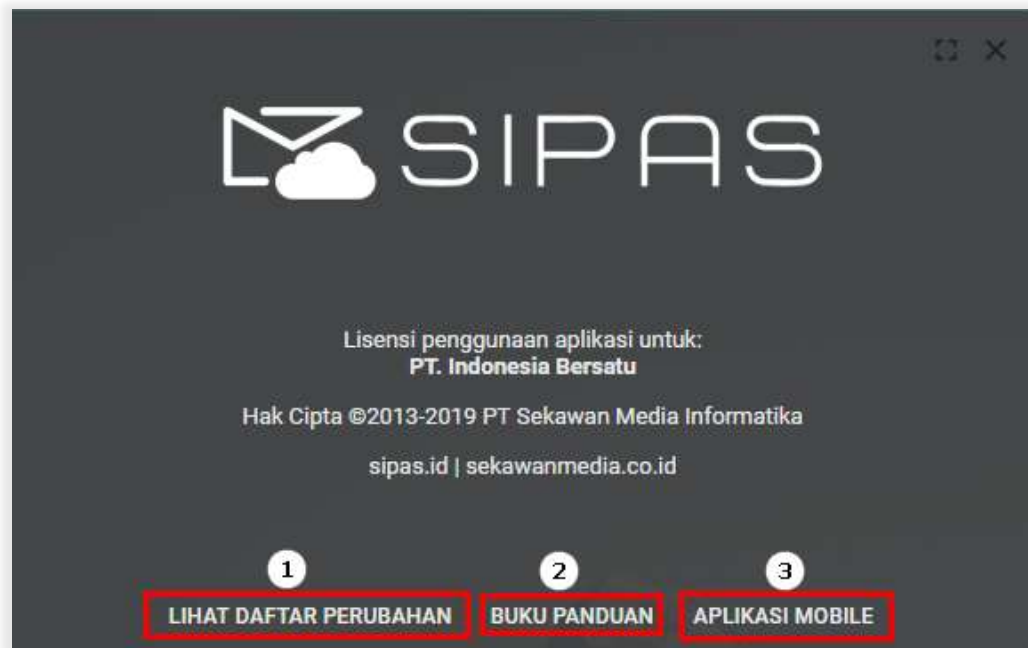 SIPAS
Lisensi penggunaan aplikasi untuk:
PT. Indonesia Bersatu
Hak Cipta ©2013-2019 PT Sekawan Media Informatika
sipas.id | sekawanmedia.co.id
1 2 3
LIHAT DAFTAR PERUBAHAN BUKU PANDUAN APLIKASI MOBILE